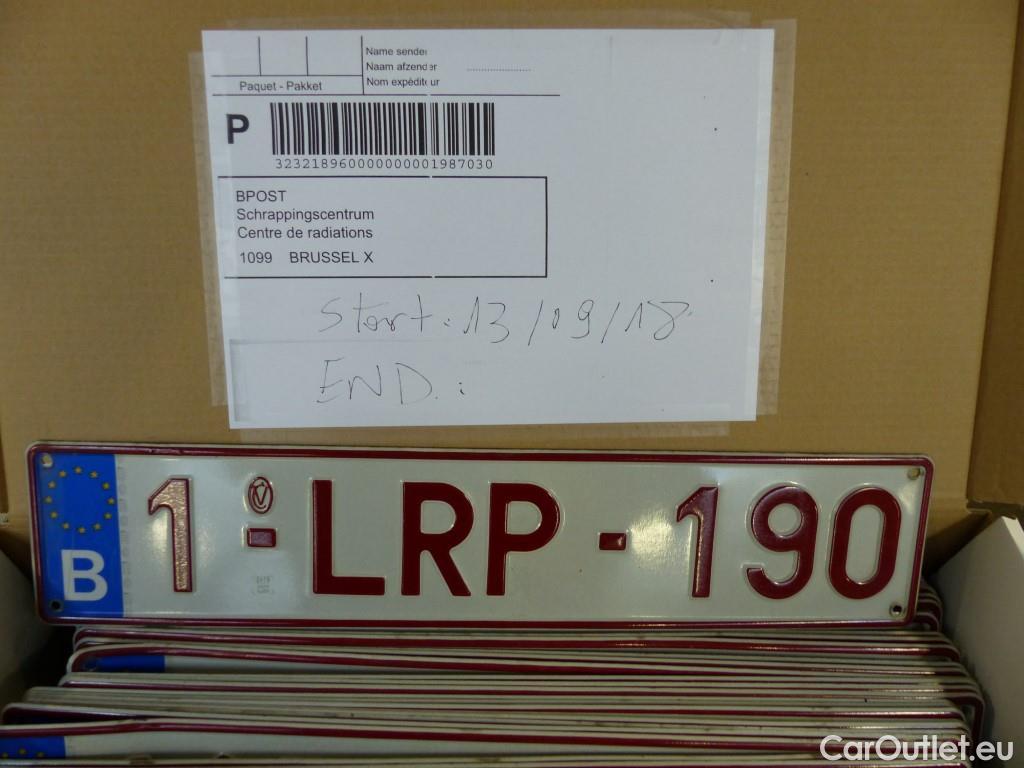 Name sender
Naam afzender
Nom expéditeur
Paquet - Pakket
P
32321896000000001987030
BPOST
Schrappingscentrum
Centre de radiations
1099 BRUSSEL X
Start: 13/09/18
END.:
B 1-LRP-190
CarOutlet.eu